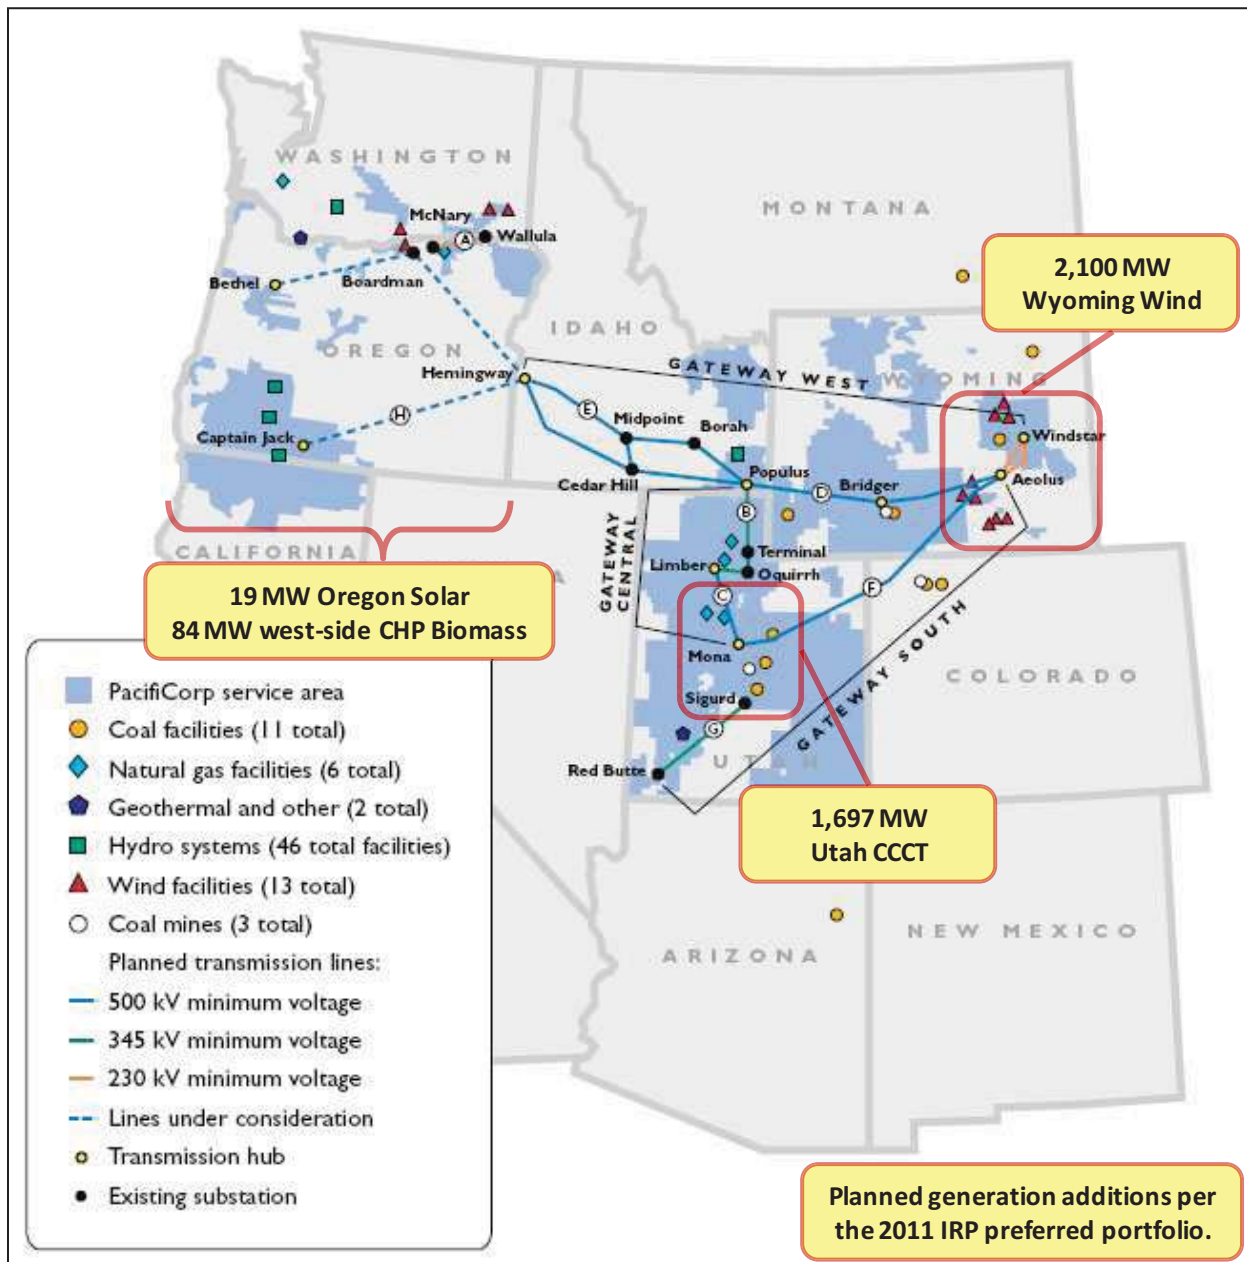 WASHINGTON
MONTANA
McNary
A
Wallula
Bethel
Boardman
2,100 MW
Wyoming Wind
IDAHO
OREGON
Hemingway
GATEWAY WEST
WYOMING
E
H
Midpoint
Borah
Captain Jack
Windstar
Populus
Cedar Hill
D
Bridger
Aeolus
B
CALIFORNIA
GATEWAY
CENTRAL
Terminal
Limber
Oquirrh
A
19 MW Oregon Solar
84 MW west-side CHP Biomass
C
F
Mona
GATEWAY SOUTH
COLORADO
Sigurd
G
Red Butte
UTAH
1,697 MW
Utah CCCT
PacifiCorp service area
Coal facilities (11 total)
Natural gas facilities (6 total)
Geothermal and other (2 total)
Hydro systems (46 total facilities)
Wind facilities (13 total)
Coal mines (3 total)
Planned transmission lines:
500 kV minimum voltage
345 kV minimum voltage
230 kV minimum voltage
Lines under consideration
Transmission hub
Existing substation
ARIZONA
NEW MEXICO
Planned generation additions per
the 2011 IRP preferred portfolio.